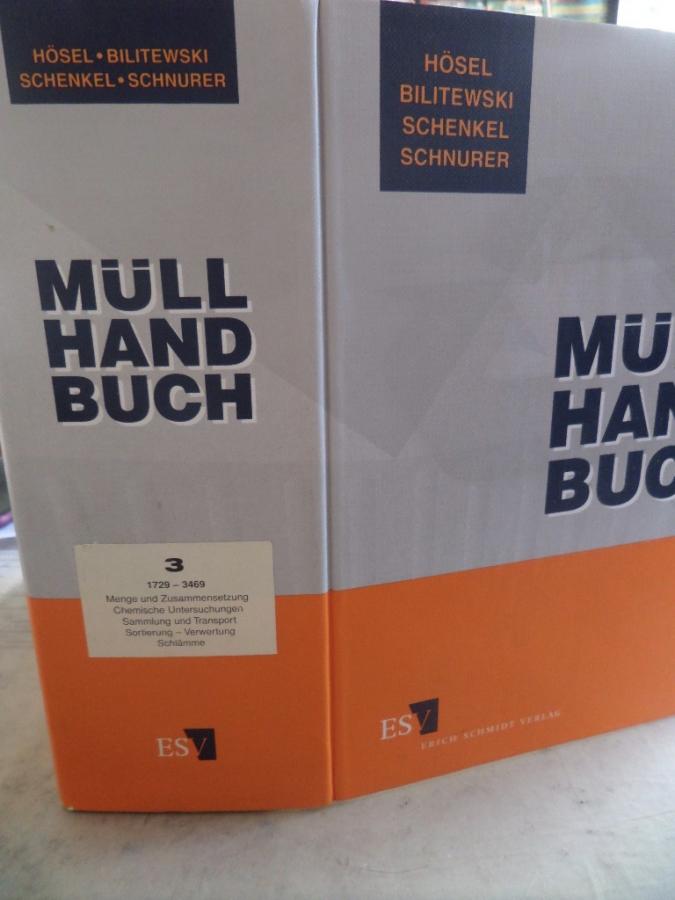 HÖSEL • BILITEWSKI
SCHENKEL • SCHNURER
MÜLL
HAND
BUCH
3
1729 – 3469
Menge und Zusammensetzung
Chemische Untersuchungen
Sammlung und Transport
Sortierung – Verwertung
Schlämme
ESV
HÖSEL
BILITEWSKI
SCHENKEL
SCHNURER
MÜ
HAN
BUC
ESV
ERICH SCHMIDT VERLAG